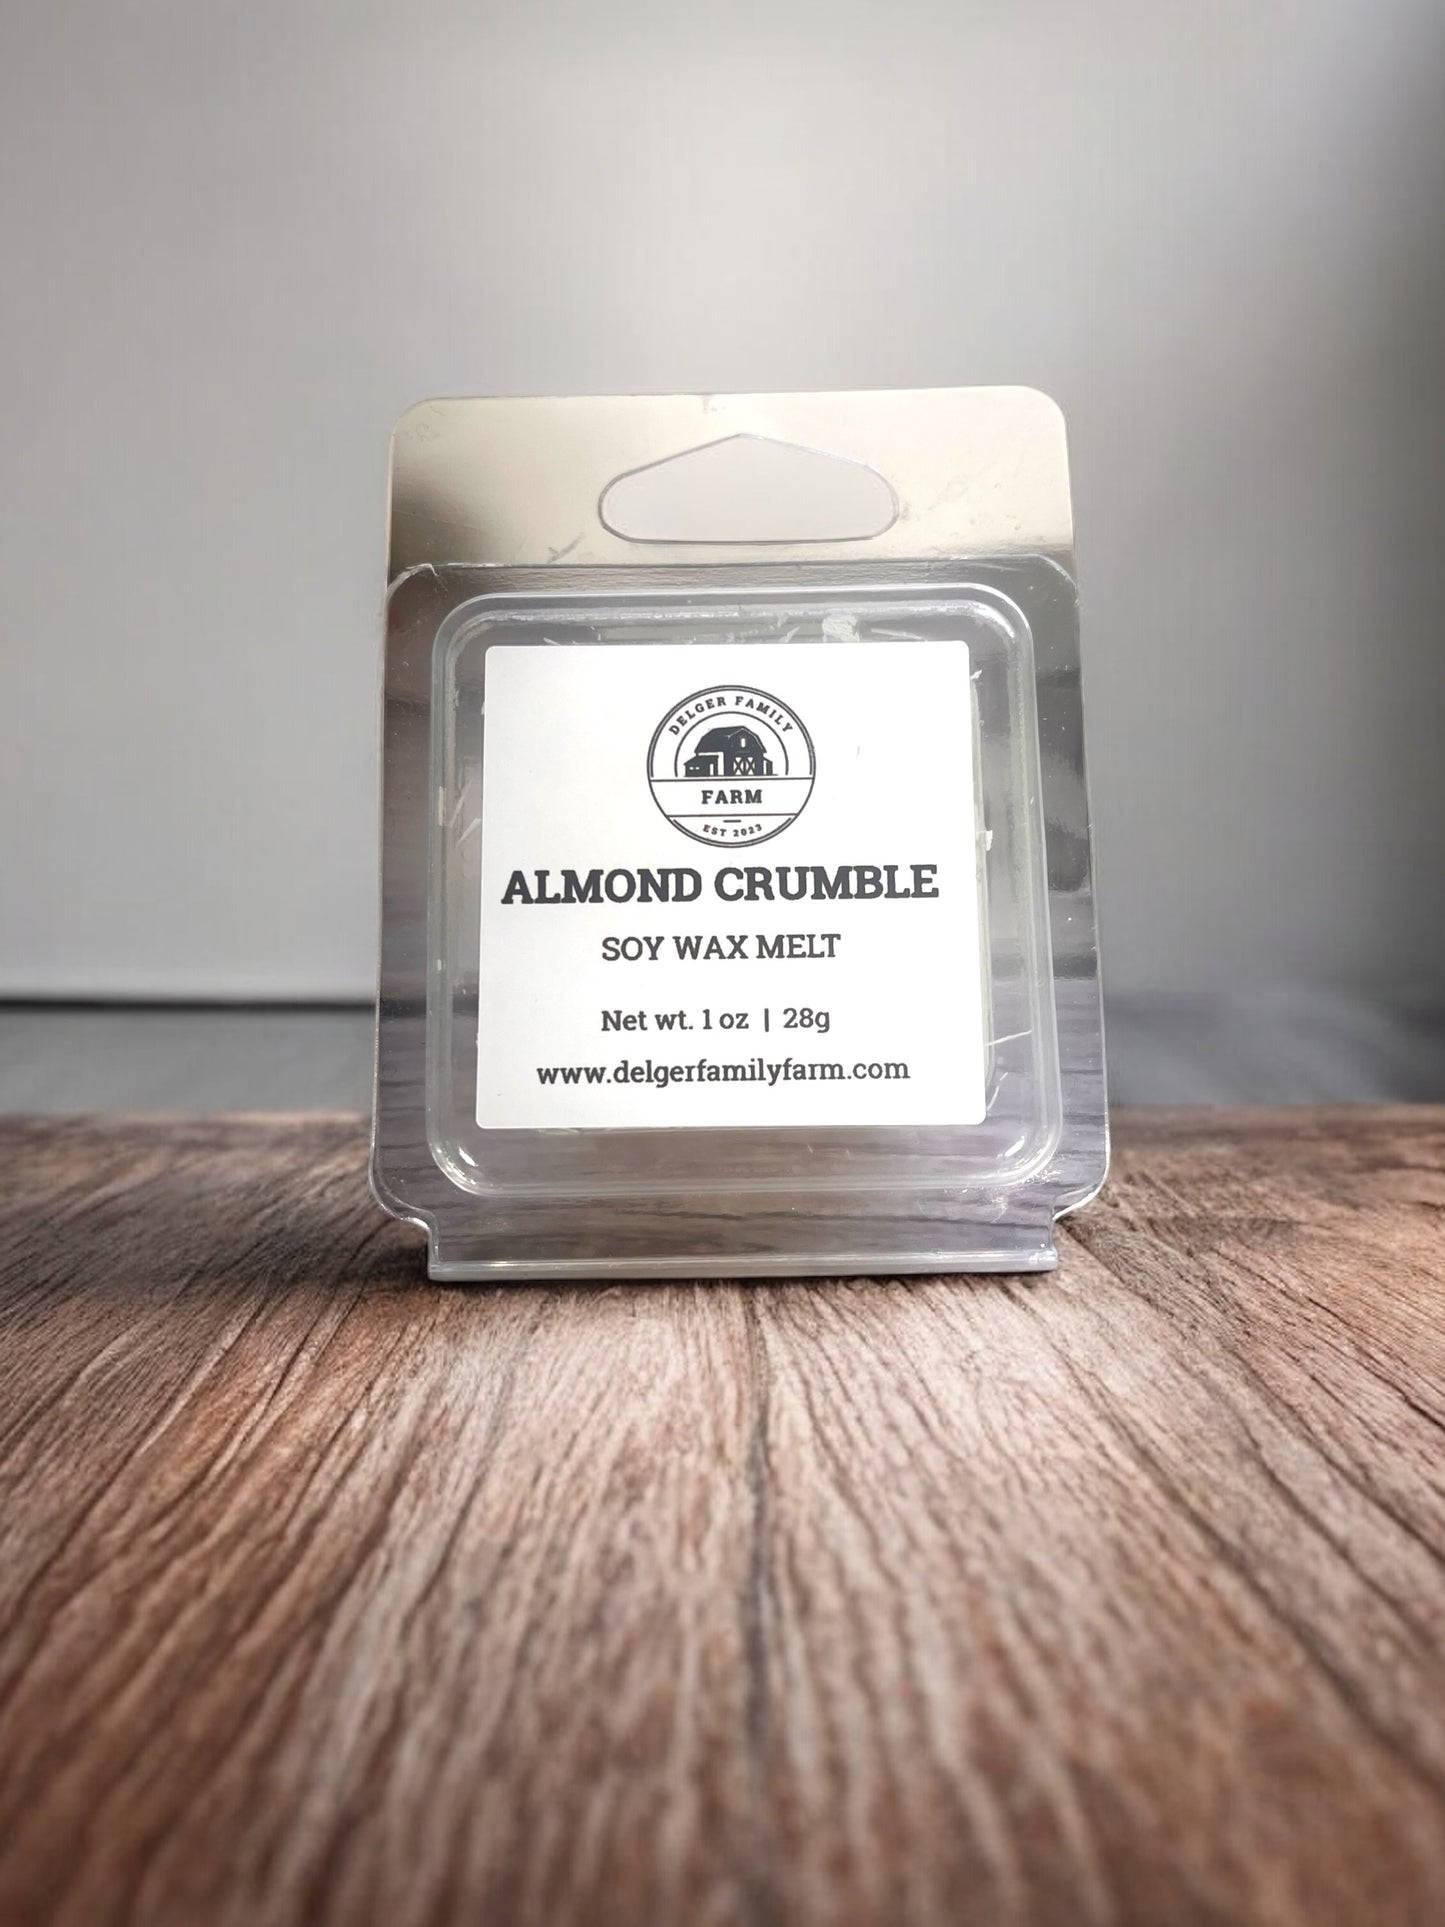 DELGER FAMILY
FARM
EST 2023
ALMOND CRUMBLE
SOY WAX MELT
Net wt. 1 oz | 28g
www.delgerfamilyfarm.com